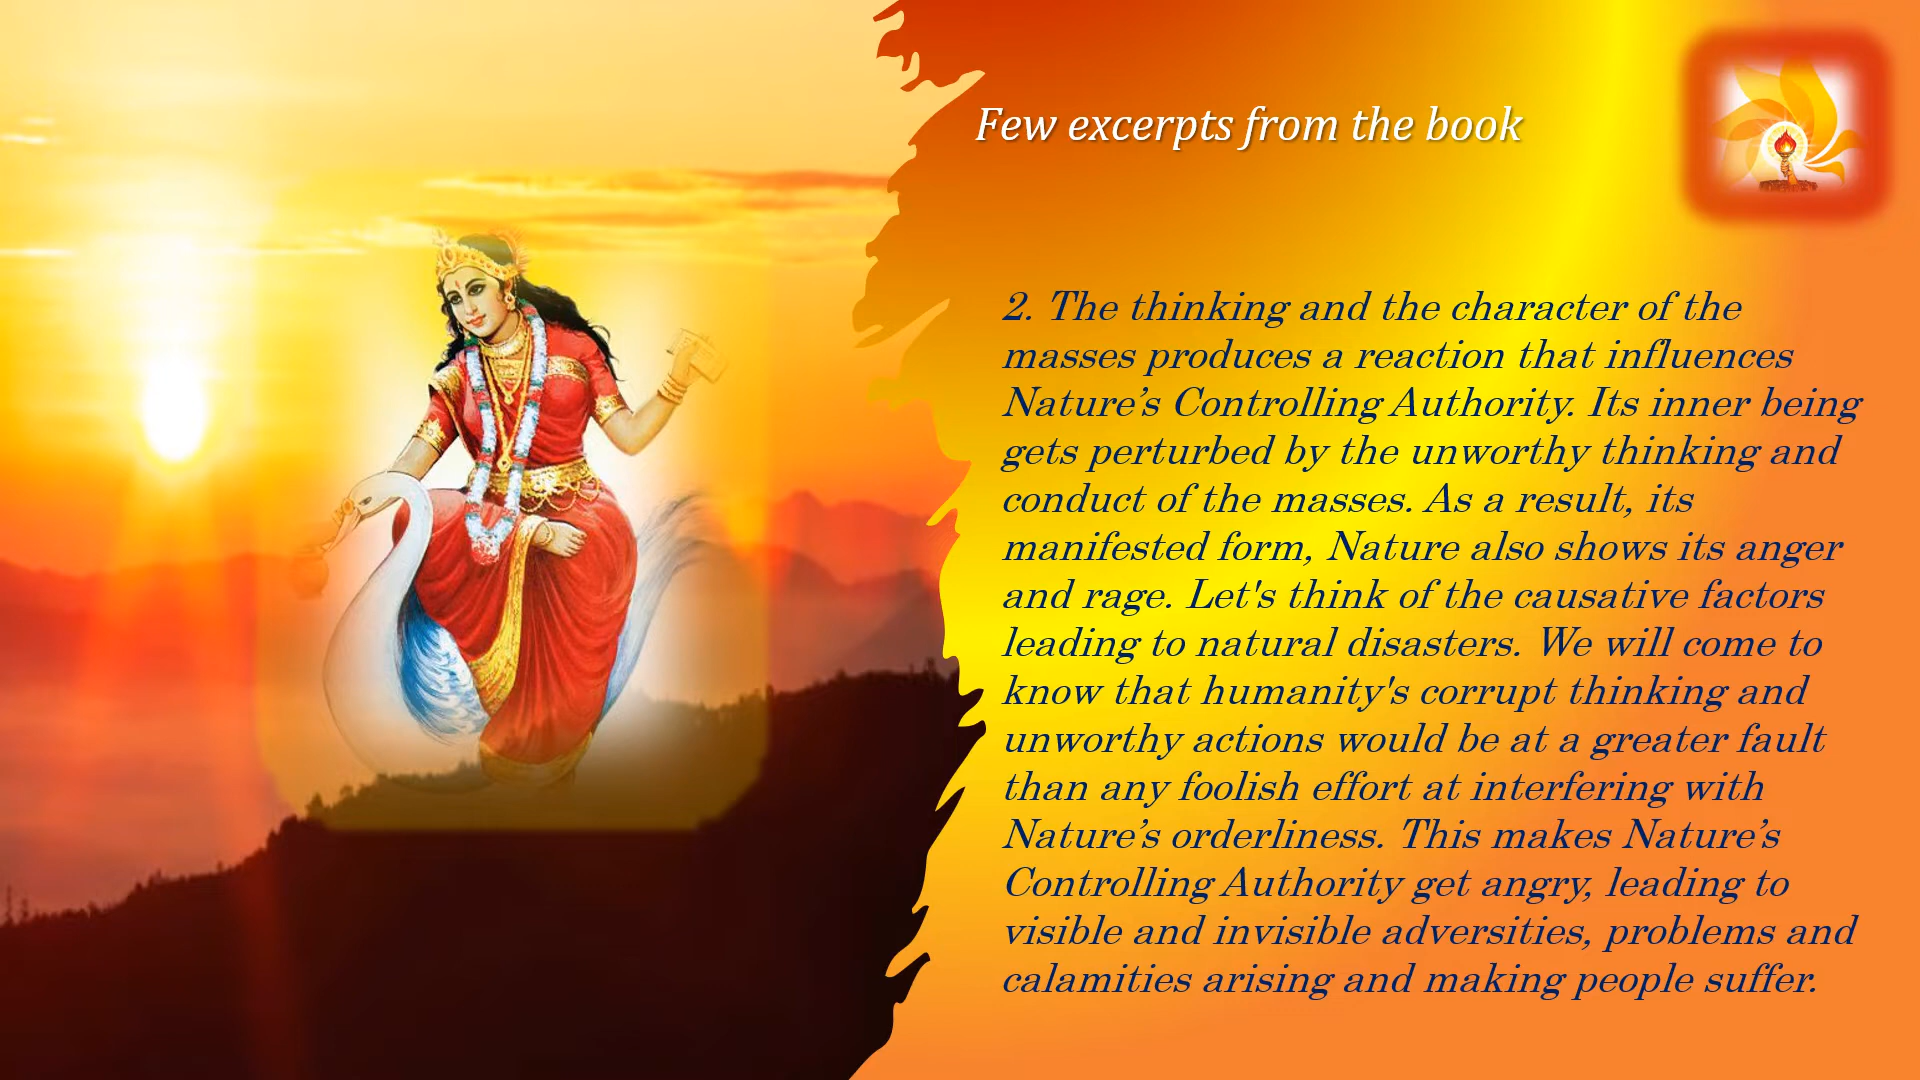 Few excerpts from the book
2. The thinking and the character of the
masses produces a reaction that influences
Nature’s Controlling Authority. Its inner being
gets perturbed by the unworthy thinking and
conduct of the masses. As a result, its
manifested form, Nature also shows its anger
and rage. Let's think of the causative factors
leading to natural disasters. We will come to
know that humanity's corrupt thinking and
unworthy actions would be at a greater fault
than any foolish effort at interfering with
Nature’s orderliness. This makes Nature’s
Controlling Authority get angry, leading to
visible and invisible adversities, problems and
calamities arising and making people suffer.